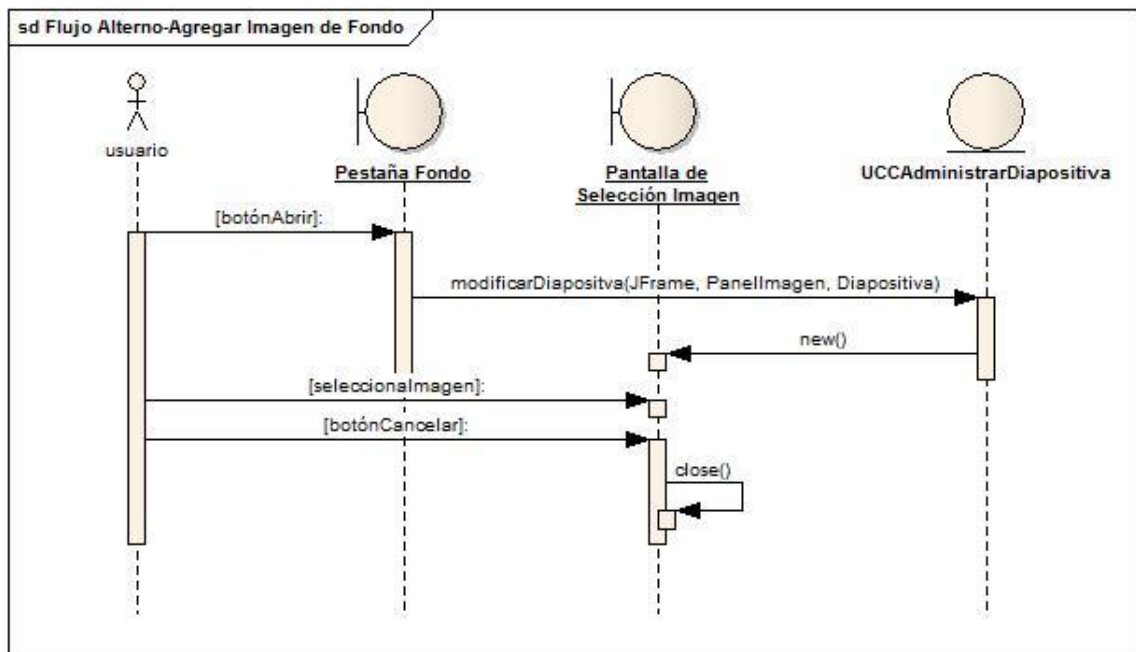 sd Flujo Alterno-Agregar Imagen de Fondo
usuario
Pestaña Fondo
Pantalla de
Selección Imagen
UCCAdministrarDiapositiva
[botónAbrir]:
modificarDiapositva(JFrame, PanelImagen, Diapositiva)
new()
[seleccionaImagen]:
[botónCancelar]:
close()